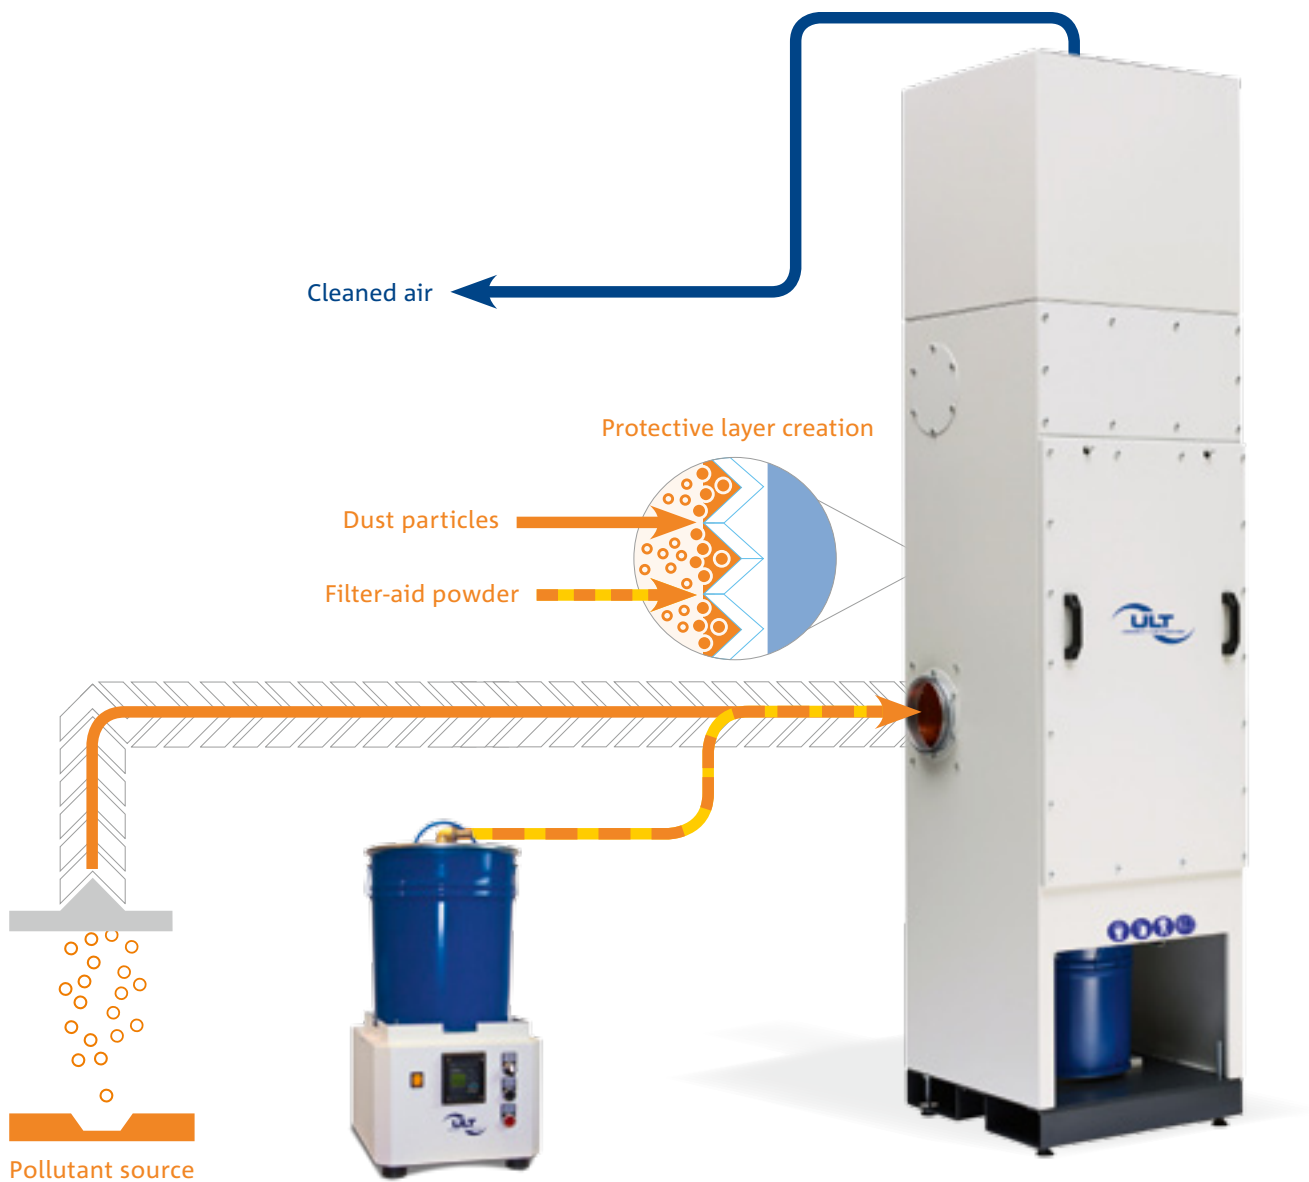 Cleaned air
Protective layer creation
Dust particles
Filter-aid powder
ULT
ULT
Pollutant source